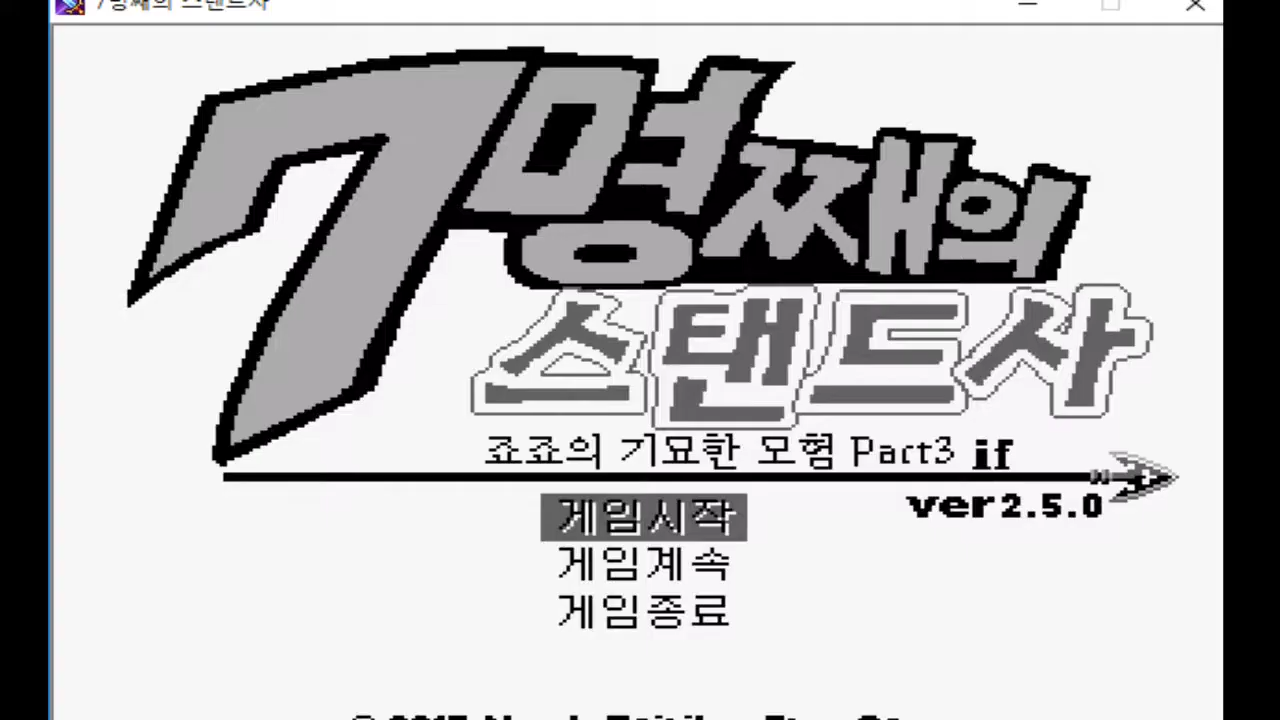 7명째의 스탠드사
7명째의
스탠드사
죠죠의 기묘한 모험 Part3 if
ver2.5.0
게임시작
게임계속
게임종료